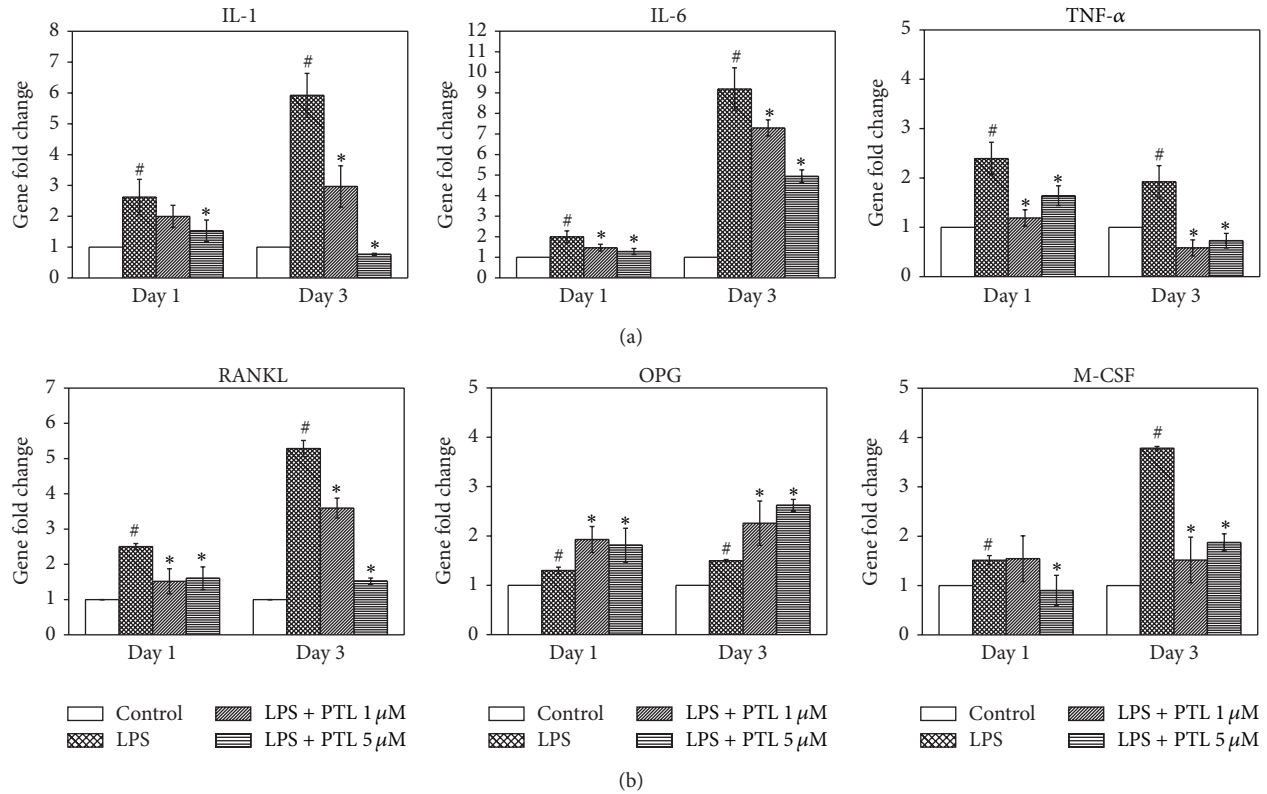 IL-1
Gene fold change
8
7
6
5
4
3
2
1
0
#
#
*
*
*
Day 1 Day 3
IL-6
Gene fold change
12
11
10
9
8
7
6
5
4
3
2
1
0
#
*
*
#
*
*
Day 1 Day 3
TNF-α
Gene fold change
5
4
3
2
1
0
#
*
*
#
*
*
Day 1 Day 3
(a)
RANKL
Gene fold change
7
6
5
4
3
2
1
0
#
*
*
#
*
*
Day 1 Day 3
Control
LPS
LPS + PTL 1 μM
LPS + PTL 5 μM
OPG
Gene fold change
5
4
3
2
1
0
#
*
*
#
*
*
Day 1 Day 3
Control
LPS
LPS + PTL 1 μM
LPS + PTL 5 μM
M-CSF
Gene fold change
5
4
3
2
1
0
#
*
#
*
*
Day 1 Day 3
Control
LPS
LPS + PTL 1 μM
LPS + PTL 5 μM
(b)